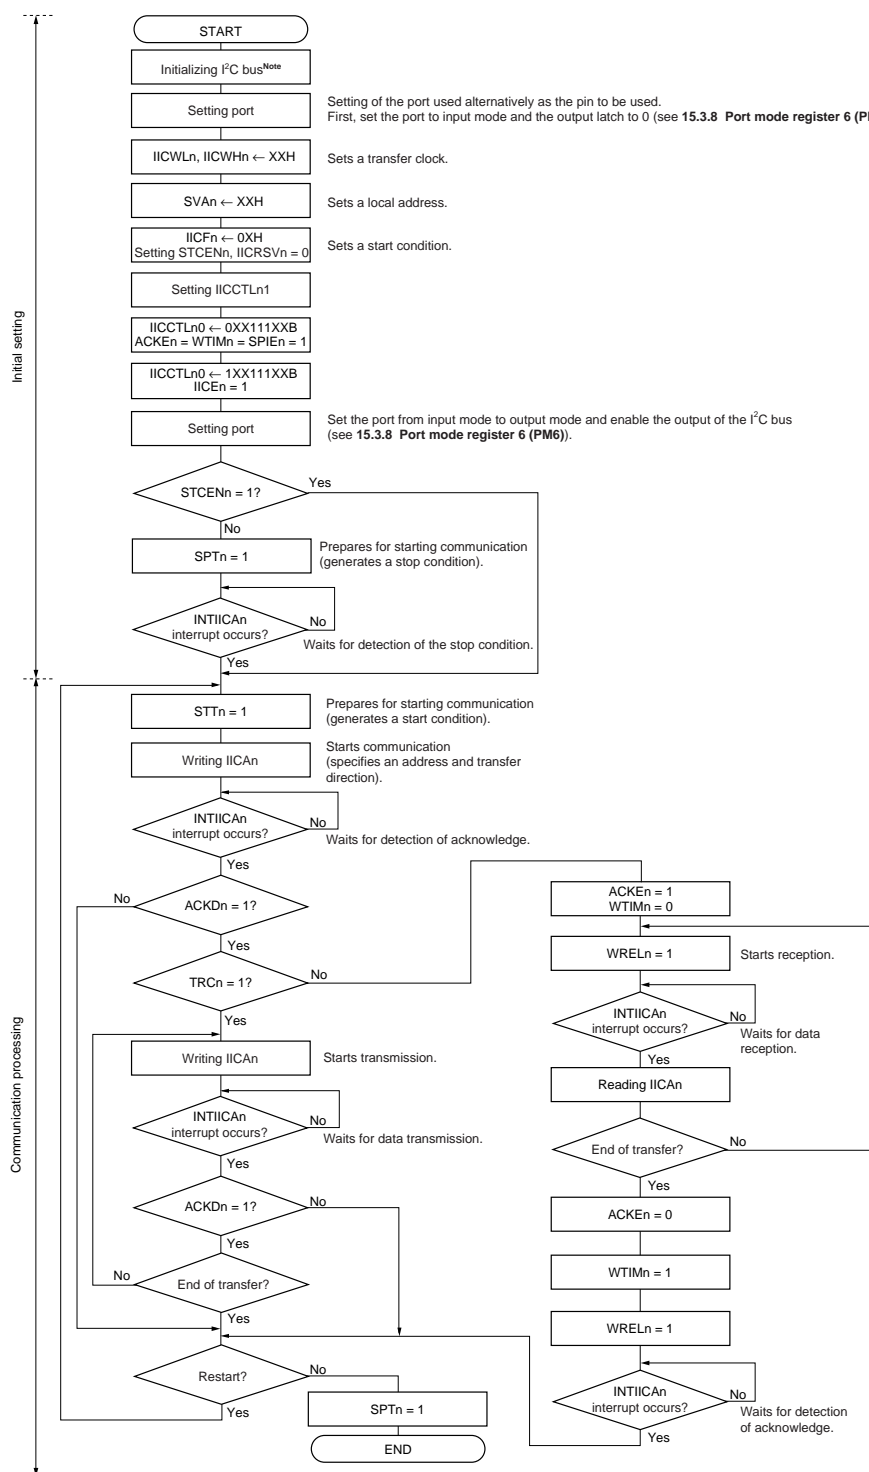 START
Initializing I²C busNote
Setting port
Setting of the port used alternatively as the pin to be used.
First, set the port to input mode and the output latch to 0 (see 15.3.8 Port mode register 6 (P
IICWLn, IICWHn ← XXH
Sets a transfer clock.
SVAn ← XXH
Sets a local address.
IICFn ← 0XH
Setting STCENn, IICRSVn = 0
Sets a start condition.
Setting IICCTLn1
IICCTLn0 ← 0XX111XXB
ACKEn = WTIMn = SPIEn = 1
IICCTLn0 ← 1XX111XXB
IICEn = 1
Setting port
Set the port from input mode to output mode and enable the output of the I²C bus
(see 15.3.8 Port mode register 6 (PM6)).
Initial setting
STCENn = 1?
Yes
No
SPTn = 1
Prepares for starting communication
(generates a stop condition).
INTIICAn
interrupt occurs?
No
Waits for detection of the stop condition.
Yes
STTn = 1
Prepares for starting communication
(generates a start condition).
Writing IICAn
Starts communication
(specifies an address and transfer
direction).
INTIICAn
interrupt occurs?
No
Waits for detection of acknowledge.
Yes
No
ACKDn = 1?
Yes
TRCn = 1?
No
Yes
Writing IICAn
Starts transmission.
INTIICAn
interrupt occurs?
No
Waits for data transmission.
Yes
ACKDn = 1?
No
Yes
No
End of transfer?
Yes
Restart?
No
Yes
SPTn = 1
END
Communication processing
ACKEn = 1
WTIMn = 0
WRELn = 1
Starts reception.
INTIICAn
interrupt occurs?
No
Waits for data
reception.
Yes
Reading IICAn
End of transfer?
No
Yes
ACKEn = 0
WTIMn = 1
WRELn = 1
INTIICAn
interrupt occurs?
No
Waits for detection
of acknowledge.
Yes